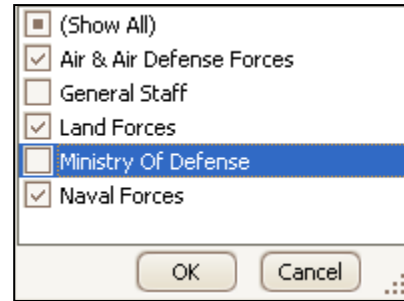 (Show All)
Air & Air Defense Forces
General Staff
Land Forces
Ministry Of Defense
Naval Forces
OK Cancel